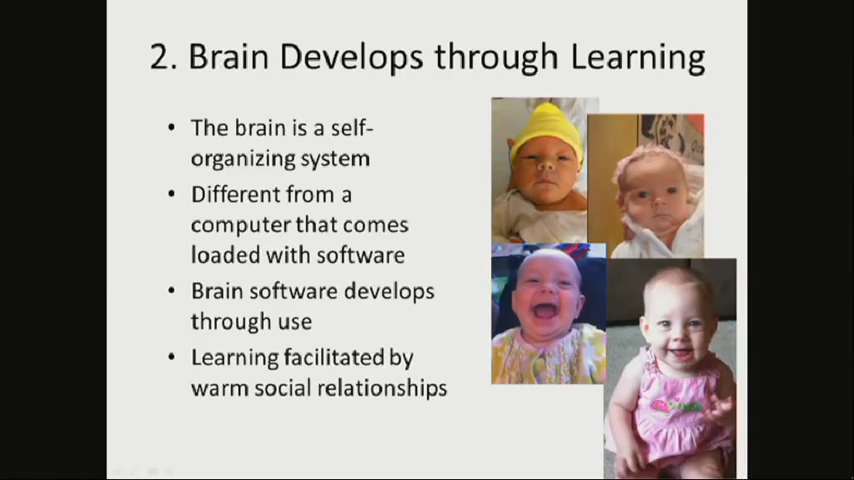 2. Brain Develops through Learning
• The brain is a self-
organizing system
• Different from a
computer that comes
loaded with software
• Brain software develops
through use
• Learning facilitated by
warm social relationships